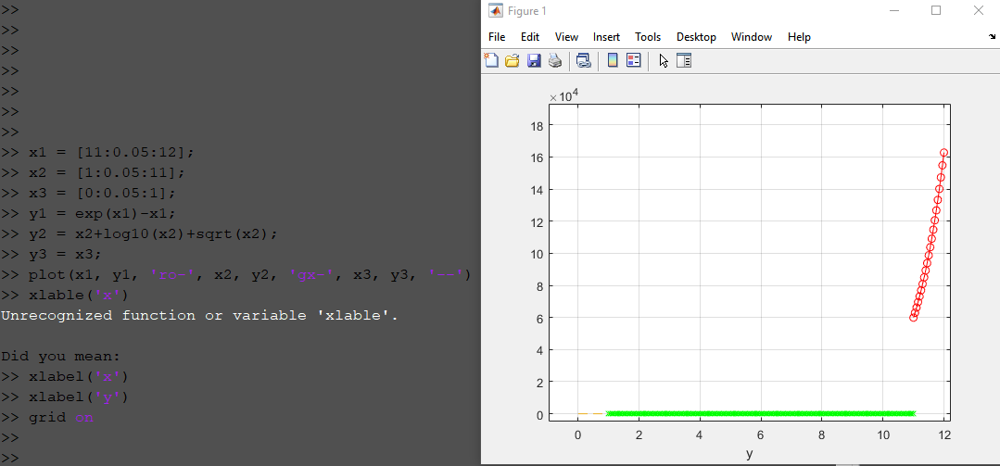 >>
>>
>>
>>
>>
>>
>>
>> x1 = [11:0.05:12];
>> x2 = [1:0.05:11];
>> x3 = [0:0.05:1];
>> y1 = exp(x1)-x1;
>> y2 = x2+log10(x2)+sqrt(x2);
>> y3 = x3;
>> plot(x1, y1, 'ro-', x2, y2, 'gx-', x3, y3, '--')
>> xlable('x')
Unrecognized function or variable 'xlable'.
Did you mean:
>> xlabel('x')
>> xlabel('y')
>> grid on
>>
>>
Figure 1
File Edit View Insert Tools Desktop Window Help
×10⁴
18
16
14
12
10
8
6
4
2
0
0 2 4 6 8 10 12
y